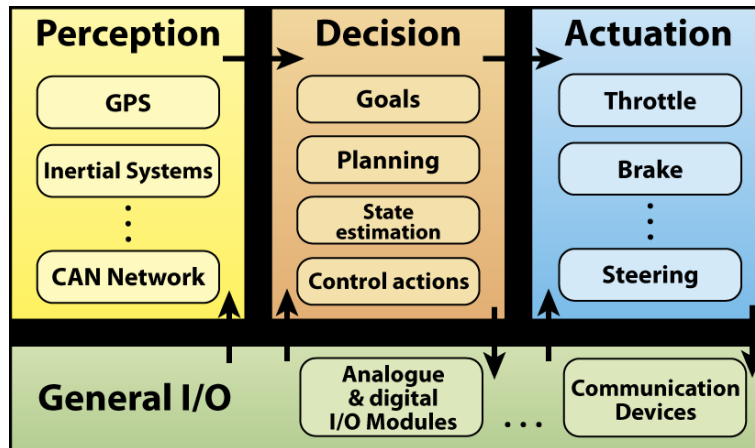 Perception
GPS
Inertial Systems
CAN Network
Decision
Goals
Planning
State
estimation
Control actions
Actuation
Throttle
Brake
Steering
General I/O
Analogue
& digital
I/O Modules
...
Communication
Devices